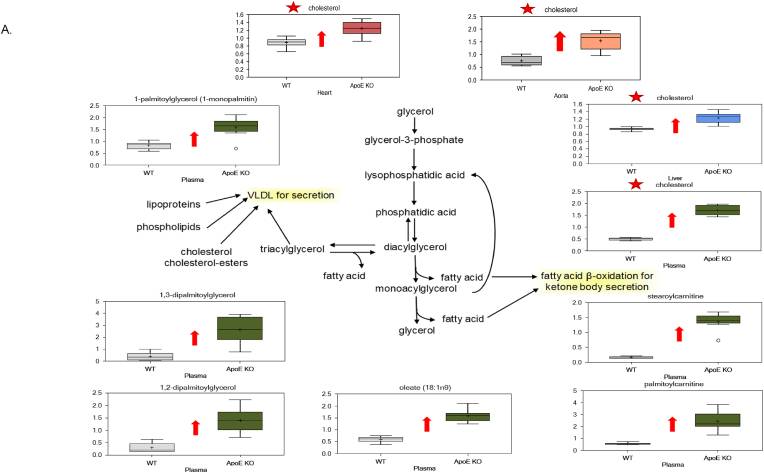 A.
cholesterol
1.6
1.4
1.2
1.0
0.8
0.6
0.4
0.2
0.0
WT
ApoE KO
Heart
cholesterol
2.5
2.0
1.5
1.0
0.5
0.0
WT
ApoE KO
Aorta
1-palmitoylglycerol (1-monopalmitin)
2.5
2.0
1.5
1.0
0.5
0.0
WT
ApoE KO
Plasma
cholesterol
1.6
1.4
1.2
1.0
0.8
0.6
0.4
0.2
0.0
WT
ApoE KO
Liver
cholesterol
2.5
2.0
1.5
1.0
0.5
0.0
WT
ApoE KO
Plasma
glycerol
glycerol-3-phosphate
lysophosphatidic acid
phosphatidic acid
diacylglycerol
monoacylglycerol
glycerol
fatty acid
fatty acid
fatty acid
triacylglycerol
lipoproteins
phospholipids
cholesterol
cholesterol-esters
VLDL for secretion
fatty acid β-oxidation for
ketone body secretion
1,3-dipalmitoylglycerol
5
4
3
2
1
0
WT
ApoE KO
Plasma
stearoylcarnitine
2.0
1.5
1.0
0.5
0.0
WT
ApoE KO
Plasma
1,2-dipalmitoylglycerol
2.5
2.0
1.5
1.0
0.5
0.0
WT
ApoE KO
Plasma
oleate (18:1n9)
2.5
2.0
1.5
1.0
0.5
0.0
WT
ApoE KO
Plasma
palmitoylcarnitine
5
4
3
2
1
0
WT
ApoE KO
Plasma